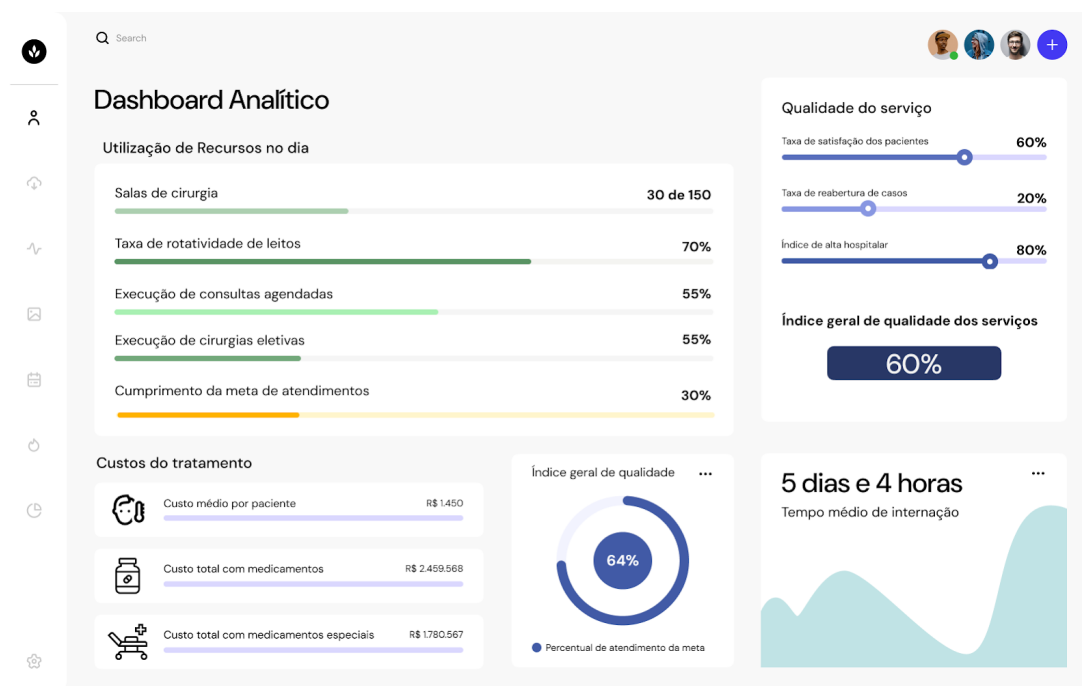 Search
Dashboard Analítico
Utilização de Recursos no dia
Salas de cirurgia
30 de 150
Taxa de rotatividade de leitos
70%
Execução de consultas agendadas
55%
Execução de cirurgias eletivas
55%
Cumprimento da meta de atendimentos
30%
Qualidade do serviço
Taxa de satisfação dos pacientes
60%
Taxa de reabertura de casos
20%
Índice de alta hospitalar
80%
Índice geral de qualidade dos serviços
60%
Custos do tratamento
Custo médio por paciente
R$ 1.450
Custo total com medicamentos
R$ 2.459.568
Custo total com medicamentos especiais
R$ 1.780.567
Índice geral de qualidade
64%
Percentual de atendimento da meta
5 dias e 4 horas
Tempo médio de internação